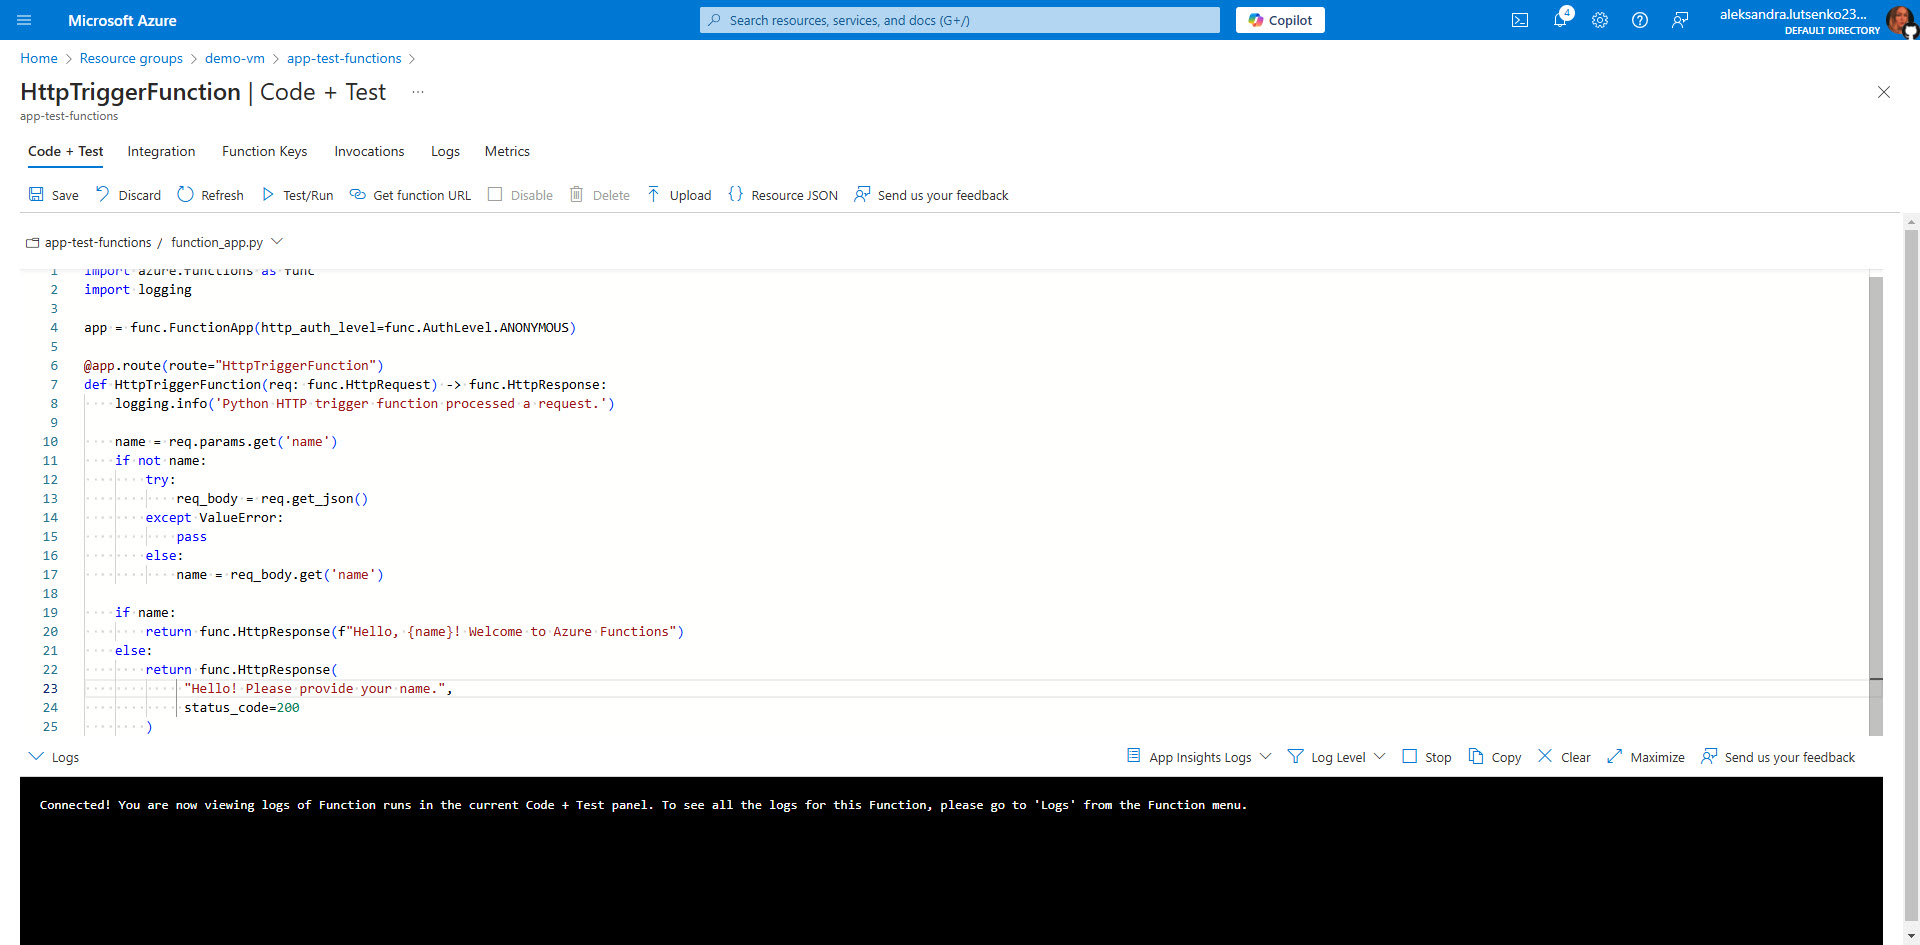 Microsoft Azure
Search resources, services, and docs (G+/)
Copilot
4
aleksandra.lutsenko23...
DEFAULT DIRECTORY
Home > Resource groups > demo-vm > app-test-functions >
HttpTriggerFunction | Code + Test ...
app-test-functions
Code + Test Integration Function Keys Invocations Logs Metrics
Save Discard Refresh Test/Run Get function URL Disable Delete Upload {} Resource JSON Send us your feedback
app-test-functions / function_app.py
1 import azure.functions as func
2 import logging
3
4 app = func.FunctionApp(http_auth_level=func.AuthLevel.ANONYMOUS)
5
6 @app.route(route="HttpTriggerFunction")
7 def HttpTriggerFunction(req: func.HttpRequest) -> func.HttpResponse:
8     logging.info('Python HTTP trigger function processed a request.')
9
10     name = req.params.get('name')
11     if not name:
12         try:
13             req_body = req.get_json()
14         except ValueError:
15             pass
16         else:
17             name = req_body.get('name')
18
19     if name:
20         return func.HttpResponse(f"Hello, {name}! Welcome to Azure Functions")
21     else:
22         return func.HttpResponse(
23              "Hello! Please provide your name.",
24              status_code=200
25         )
Logs
App Insights Logs Log Level Stop Copy Clear Maximize Send us your feedback
Connected! You are now viewing logs of Function runs in the current Code + Test panel. To see all the logs for this Function, please go to 'Logs' from the Function menu.